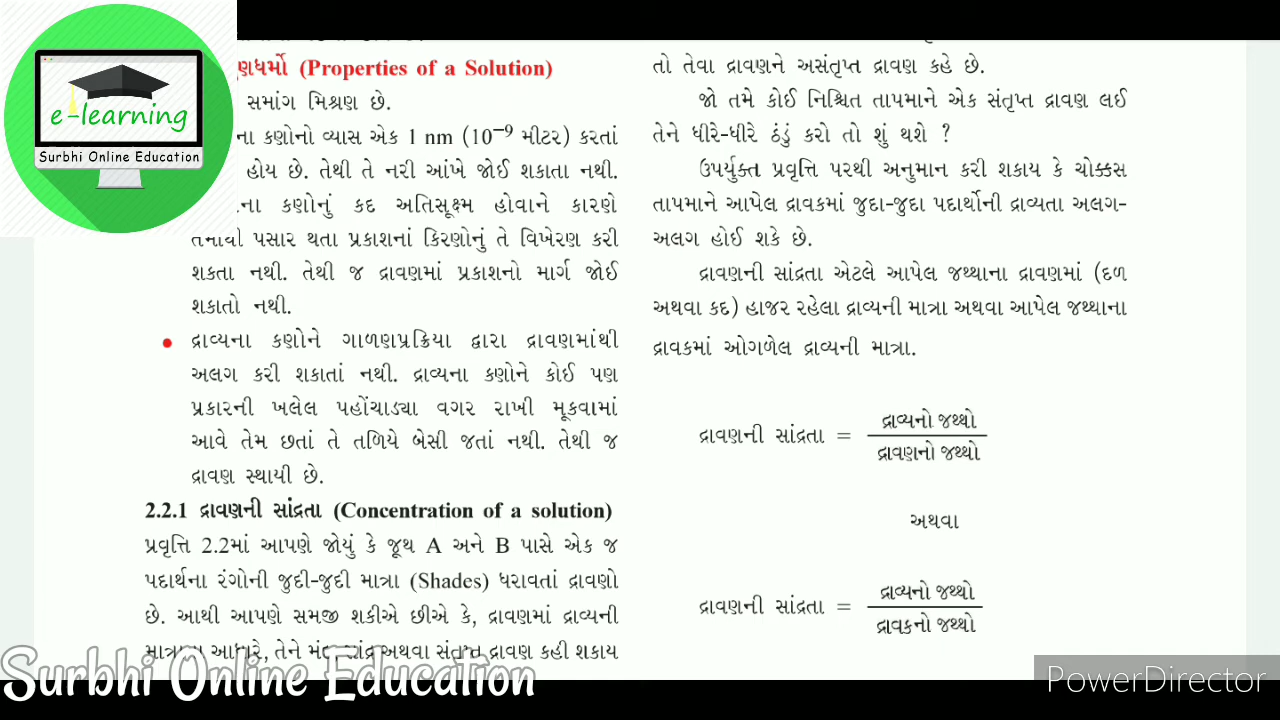 e-learning
Surbhi Online Education
(Properties of a Solution)
સમાંગ મિશ્રણ છે.
ના કણોનો વ્યાસ એક 1 nm (10⁻⁹ મીટર) કરતાં
હોય છે. તેથી તે નરી આંખે જોઈ શકાતા નથી.
ના કણોનું કદ અતિસૂક્ષ્મ હોવાને કારણે
તેમાંથી પસાર થતા પ્રકાશનાં કિરણોનું તે વિખેરણ કરી
શકતા નથી. તેથી જ દ્રાવણમાં પ્રકાશનો માર્ગ જોઈ
શકાતો નથી.
• દ્રાવ્યના કણોને ગાળણપ્રક્રિયા દ્વારા દ્રાવણમાંથી
અલગ કરી શકાતાં નથી. દ્રાવ્યના કણોને કોઈ પણ
પ્રકારની ખલેલ પહોંચાડ્યા વગર રાખી મૂકવામાં
આવે તેમ છતાં તે તળિયે બેસી જતાં નથી. તેથી જ
દ્રાવણ સ્થાયી છે.
2.2.1 દ્રાવણની સાંદ્રતા (Concentration of a solution)
પ્રવૃત્તિ 2.2માં આપણે જોયું કે જૂથ A અને B પાસે એક જ
પદાર્થના રંગોની જુદી-જુદી માત્રા (Shades) ધરાવતાં દ્રાવણો
છે. આથી આપણે સમજી શકીએ છીએ કે, દ્રાવણમાં દ્રાવ્યની
તેને મંદ, સાંદ્ર અથવા સંતૃપ્ત દ્રાવણ કહી શકાય
તો તેવા દ્રાવણને અસંતૃપ્ત દ્રાવણ કહે છે.
જો તમે કોઈ નિશ્ચિત તાપમાને એક સંતૃપ્ત દ્રાવણ લઈ
તેને ધીરે-ધીરે ઠંડું કરો તો શું થશે ?
ઉપર્યુક્ત પ્રવૃત્તિ પરથી અનુમાન કરી શકાય કે ચોક્કસ
તાપમાને આપેલ દ્રાવકમાં જુદા-જુદા પદાર્થોની દ્રાવ્યતા અલગ-
અલગ હોઈ શકે છે.
દ્રાવણની સાંદ્રતા એટલે આપેલ જથ્થાના દ્રાવણમાં (દળ
અથવા કદ) હાજર રહેલા દ્રાવ્યની માત્રા અથવા આપેલ જથ્થાના
દ્રાવકમાં ઓગળેલ દ્રાવ્યની માત્રા.
દ્રાવ્યનો જથ્થો
દ્રાવણની સાંદ્રતા =
દ્રાવણનો જથ્થો
અથવા
દ્રાવ્યનો જથ્થો
દ્રાવણની સાંદ્રતા =
દ્રાવકનો જથ્થો
Surbhi Online Education
PowerDirector